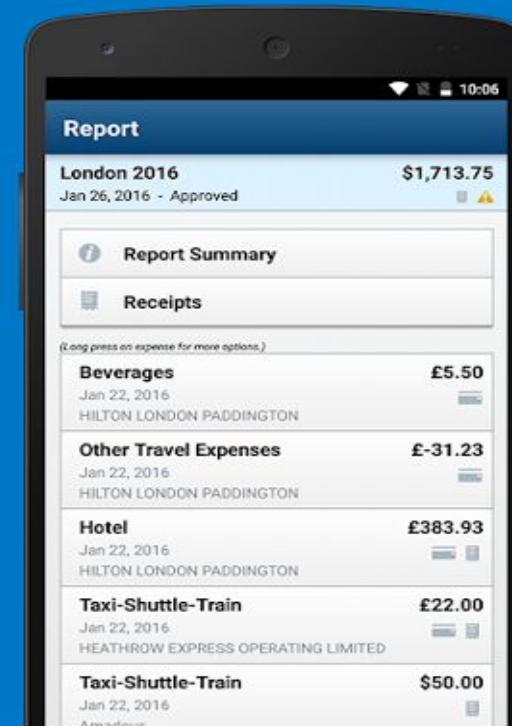 10:06
Report
London 2016 $1,713.75
Jan 26, 2016 - Approved
Report Summary
Receipts
(Long press on expense for more options.)
Beverages £5.50
Jan 22, 2016
HILTON LONDON PADDINGTON
Other Travel Expenses £-31.23
Jan 22, 2016
HILTON LONDON PADDINGTON
Hotel £383.93
Jan 22, 2016
HILTON LONDON PADDINGTON
Taxi-Shuttle-Train £22.00
Jan 22, 2016
HEATHROW EXPRESS OPERATING LIMITED
Taxi-Shuttle-Train $50.00
Jan 22, 2016
Amadeus